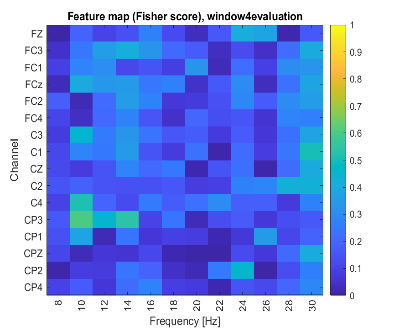 Feature map (Fisher score), window4evaluation
Channel
FZ
FC3
FC1
FCz
FC2
FC4
C3
C1
CZ
C2
C4
CP3
CP1
CPZ
CP2
CP4
8 10 12 14 16 18 20 22 24 26 28 30
Frequency [Hz]
1
0.9
0.8
0.7
0.6
0.5
0.4
0.3
0.2
0.1
0